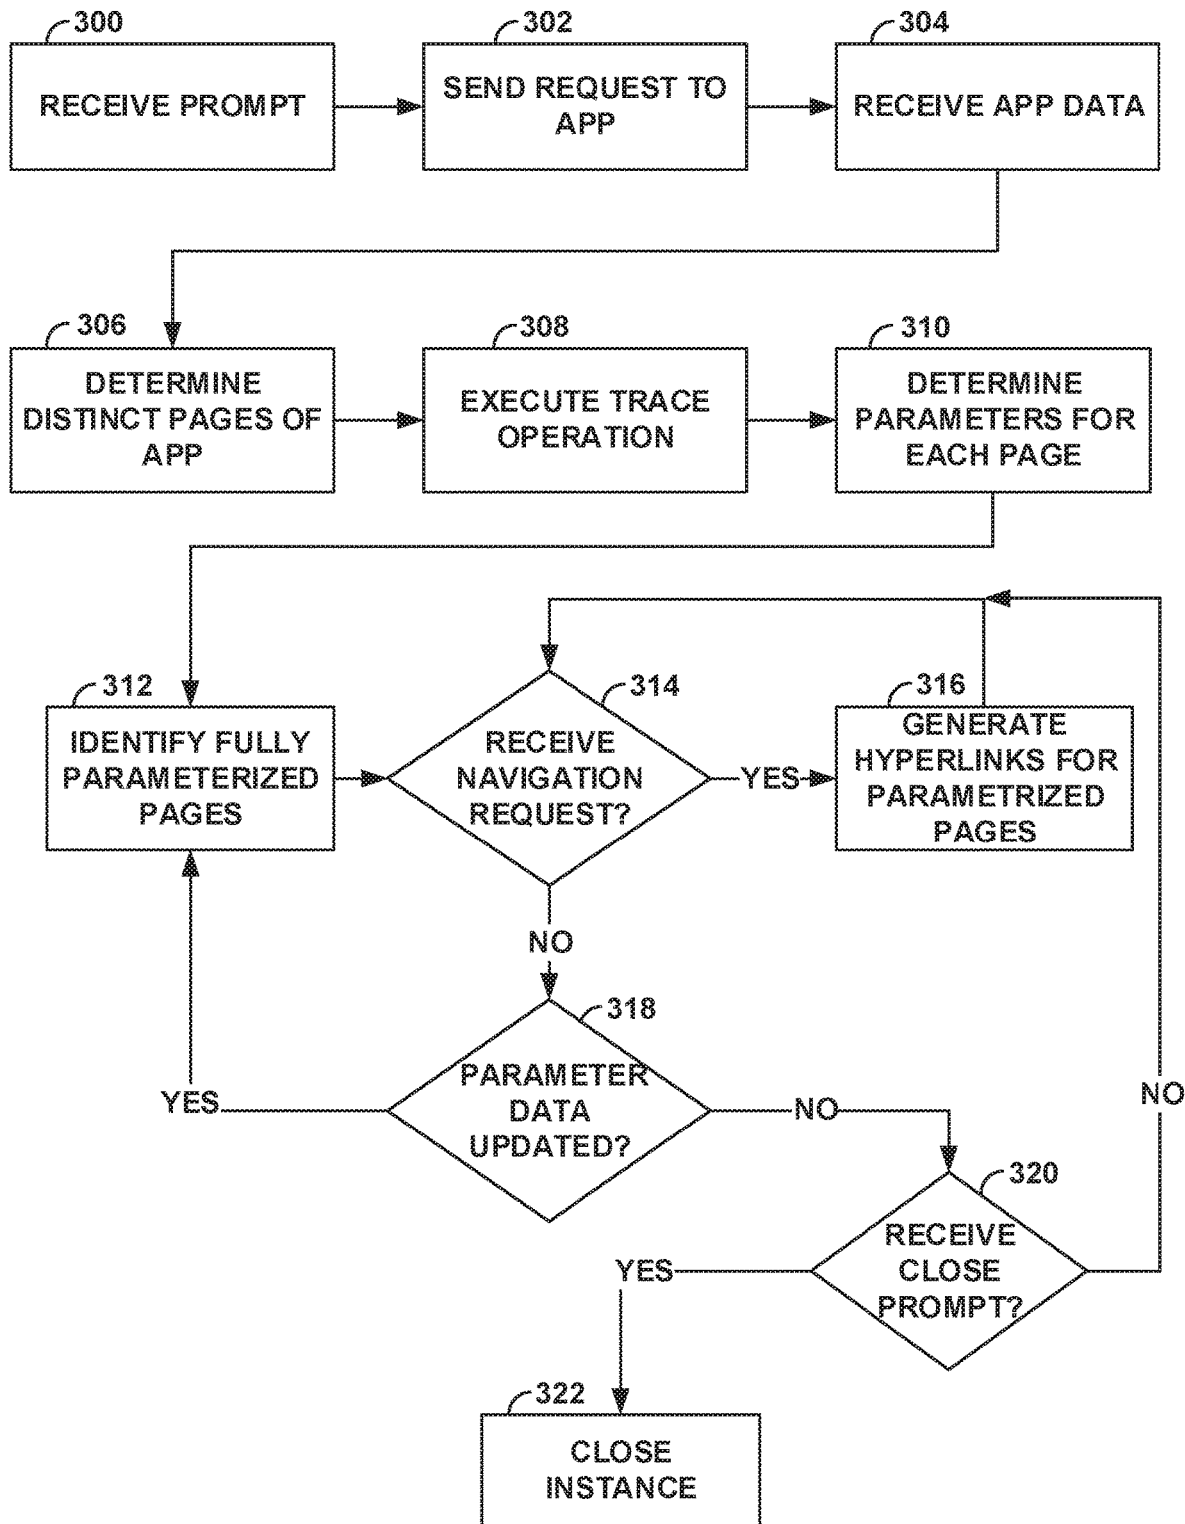 300
RECEIVE PROMPT
302
SEND REQUEST TO
APP
304
RECEIVE APP DATA
306
DETERMINE
DISTINCT PAGES OF
APP
308
EXECUTE TRACE
OPERATION
310
DETERMINE
PARAMETERS FOR
EACH PAGE
312
IDENTIFY FULLY
PARAMETERIZED
PAGES
314
RECEIVE
NAVIGATION
REQUEST?
YES
316
GENERATE
HYPERLINKS FOR
PARAMETRIZED
PAGES
NO
318
PARAMETER
DATA
UPDATED?
YES
NO
NO
320
RECEIVE
CLOSE
PROMPT?
YES
322
CLOSE
INSTANCE